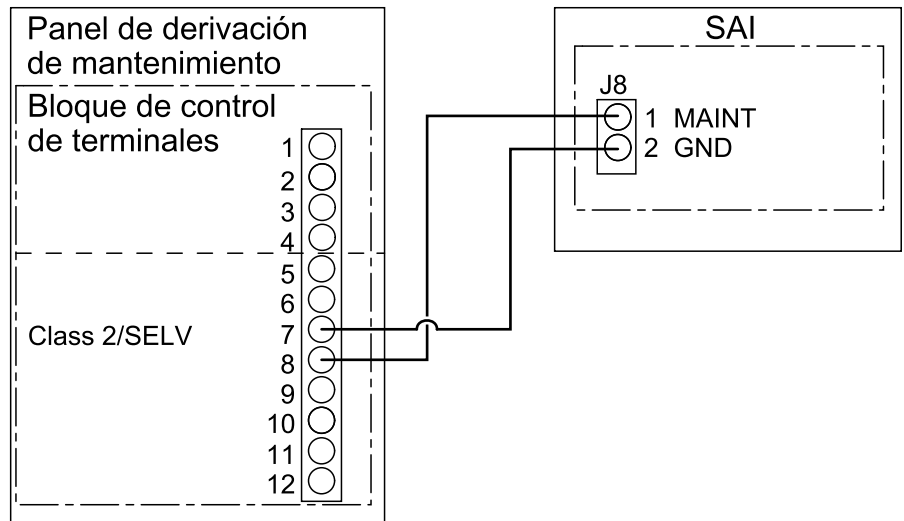 Panel de derivación
de mantenimiento
Bloque de control
de terminales
1
2
3
4
5
6
7
8
9
10
11
12
Class 2/SELV
SAI
J8
1 MAINT
2 GND